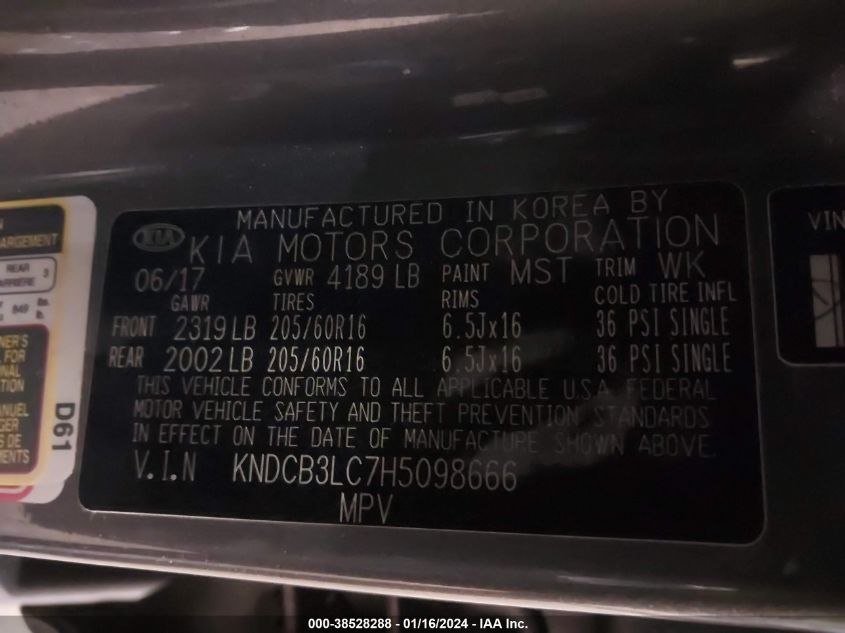 MANUFACTURED IN KOREA BY
KIA KIA MOTORS CORPORATION
06/17 GVWR 4189 LB PAINT MST TRIM WK
GAWR TIRES RIMS COLD TIRE INFL
FRONT 2319 LB 205/60R16 6.5Jx16 36 PSI SINGLE
REAR 2002 LB 205/60R16 6.5Jx16 36 PSI SINGLE
THIS VEHICLE CONFORMS TO ALL APPLICABLE U.S.A. FEDERAL
MOTOR VEHICLE SAFETY AND THEFT PREVENTION STANDARDS
IN EFFECT ON THE DATE OF MANUFACTURE SHOWN ABOVE.
V.I.N KNDCB3LC7H5098666
MPV
REAR 3
849
D61
VIN
000-38528288 - 01/16/2024 - IAA Inc.